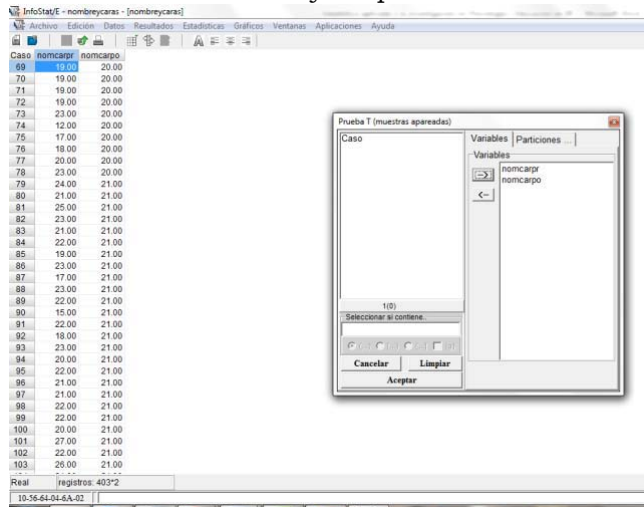 InfoStat/E - nombreycaras - [nombreycaras]
Archivo Edición Datos Resultados Estadísticas Gráficos Ventanas Aplicaciones Ayuda
Caso nomcarpr nomcarpo
69 19.00 20.00
70 19.00 20.00
71 19.00 20.00
72 19.00 20.00
73 23.00 20.00
74 12.00 20.00
75 17.00 20.00
76 18.00 20.00
77 20.00 20.00
78 23.00 20.00
79 24.00 21.00
80 21.00 21.00
81 25.00 21.00
82 23.00 21.00
83 21.00 21.00
84 22.00 21.00
85 19.00 21.00
86 23.00 21.00
87 17.00 21.00
88 23.00 21.00
89 22.00 21.00
90 15.00 21.00
91 22.00 21.00
92 18.00 21.00
93 23.00 21.00
94 20.00 21.00
95 22.00 21.00
96 21.00 21.00
97 21.00 21.00
98 22.00 21.00
99 22.00 21.00
100 20.00 21.00
101 27.00 21.00
102 22.00 21.00
103 26.00 21.00
Real registros: 403*2
10-56-64-04-6A-02
Prueba T (muestras apareadas)
Caso
Variables Particiones ...
Variables
-->
nomcarpr
nomcarpo
<--
1(0)
Seleccionar si contiene..
Cancelar Limpiar
Aceptar